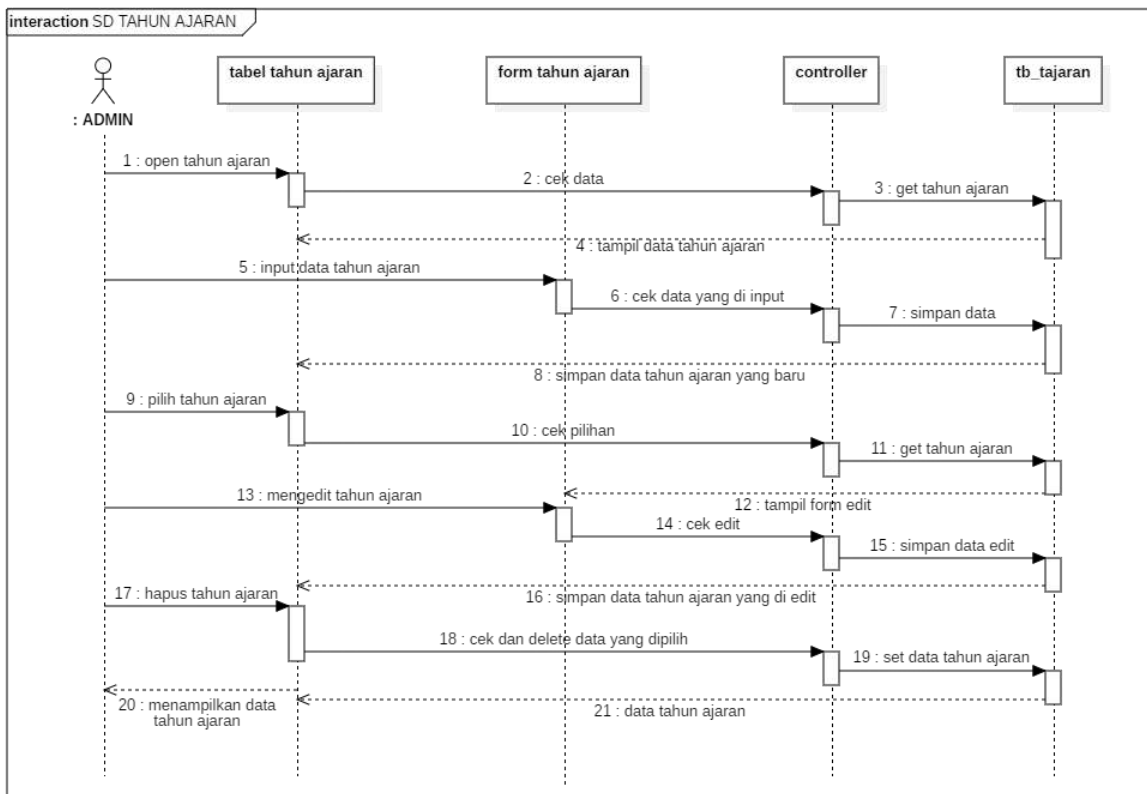 interaction SD TAHUN AJARAN
: ADMIN
tabel tahun ajaran
form tahun ajaran
controller
tb_tajaran
1 : open tahun ajaran
2 : cek data
3 : get tahun ajaran
4 : tampil data tahun ajaran
5 : input data tahun ajaran
6 : cek data yang di input
7 : simpan data
8 : simpan data tahun ajaran yang baru
9 : pilih tahun ajaran
10 : cek pilihan
11 : get tahun ajaran
12 : tampil form edit
13 : mengedit tahun ajaran
14 : cek edit
15 : simpan data edit
16 : simpan data tahun ajaran yang di edit
17 : hapus tahun ajaran
18 : cek dan delete data yang dipilih
19 : set data tahun ajaran
20 : menampilkan data
tahun ajaran
21 : data tahun ajaran